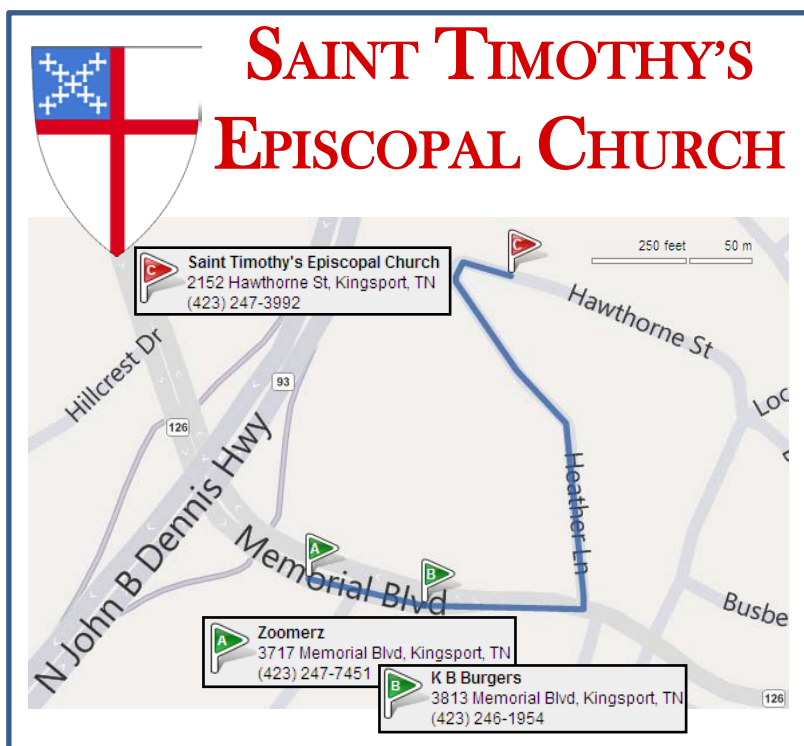 SAINT TIMOTHY'S
EPISCOPAL CHURCH
250 feet 50 m
C
C
Saint Timothy's Episcopal Church
2152 Hawthorne St, Kingsport, TN
(423) 247-3992
Hawthorne St
Hillcrest Dr
93
126
N John B Dennis Hwy
Heather Ln
A
B
Memorial Blvd
Busbe
A
Zoomerz
3717 Memorial Blvd, Kingsport, TN
(423) 247-7451
B
K B Burgers
3813 Memorial Blvd, Kingsport, TN
(423) 246-1954
126